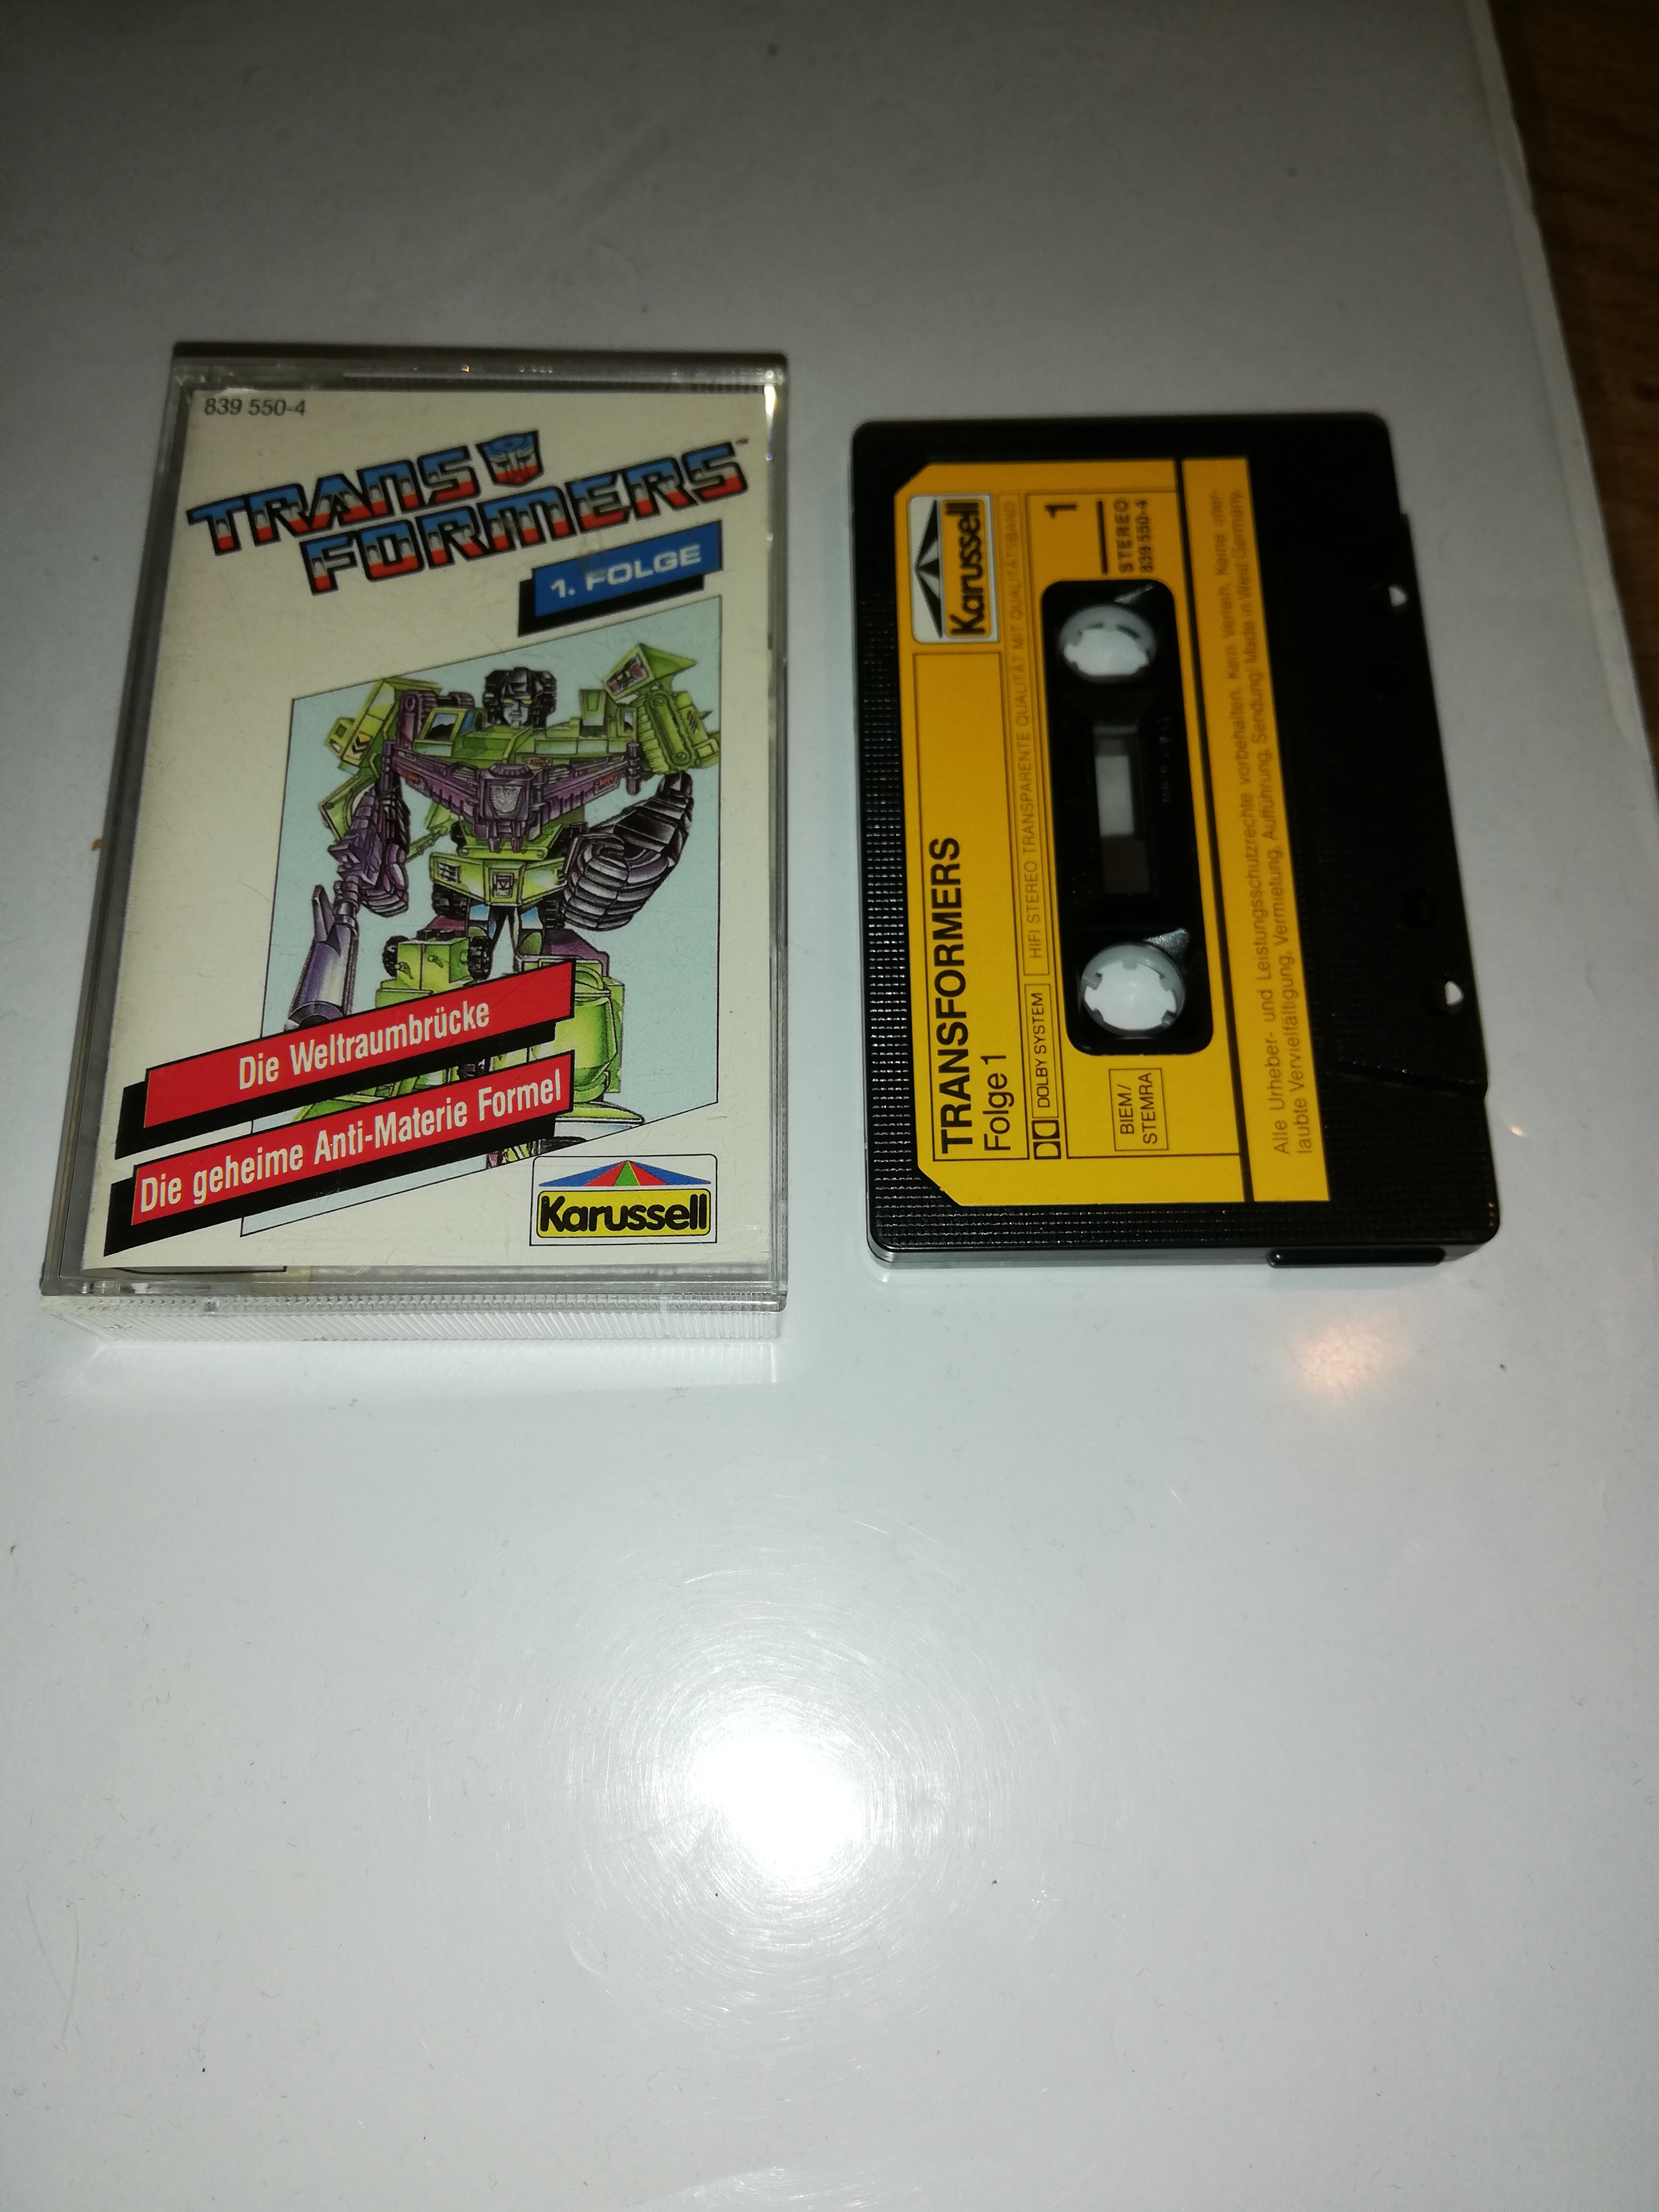 839 550-4
TRANS
FORMERS™
1. FOLGE
Die Weltraumbrücke
Die geheime Anti-Materie Formel
Karussell
Karussell
TRANSFORMERS
Folge 1
DOLBY SYSTEM
HIFI STEREO TRANSPARENTE QUALITÄT MIT QUALITÄTSBAND
1
STEREO
839 550-4
BIEM/
STEMRA
Alle Urheber- und Leistungsschutzrechte vorbehalten. Kein Verleih. Keine uner-
laubte Vervielfältigung, Vermietung, Aufführung, Sendung! Made in West Germany.